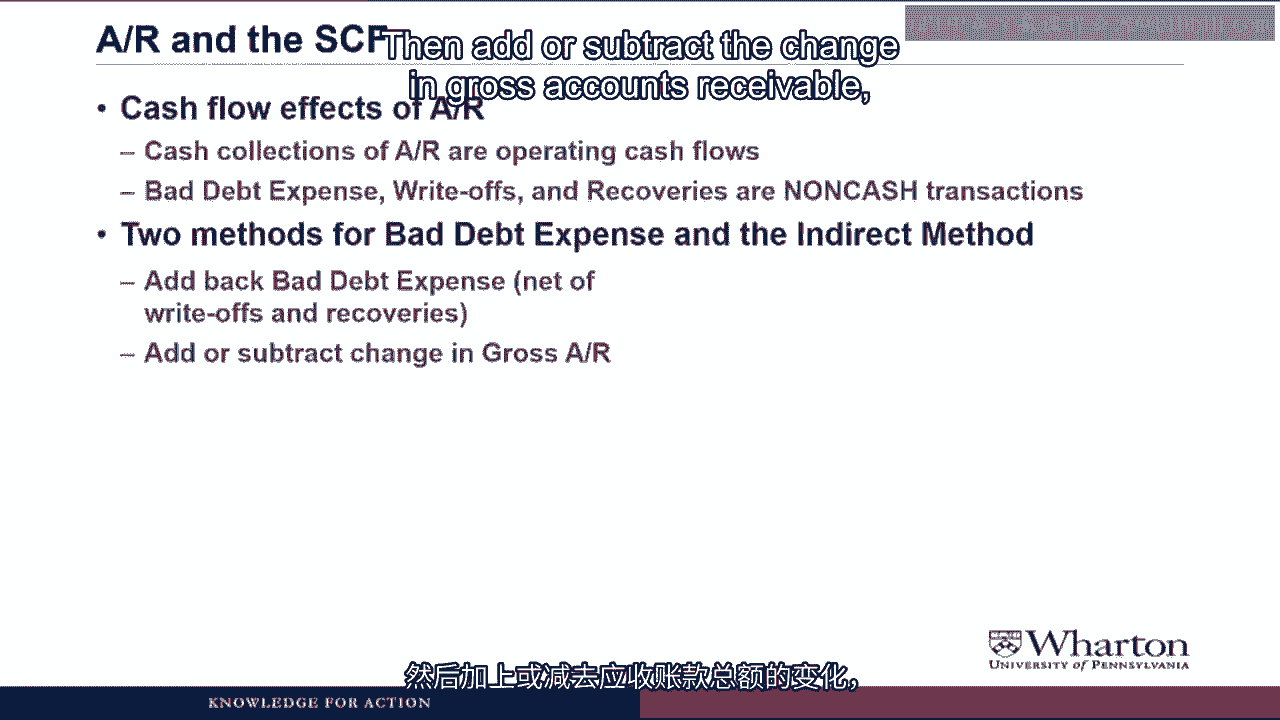 A/R and the SCF
Then add or subtract the change
in gross accounts receivable,
• Cash flow effects of A/R
– Cash collections of A/R are operating cash flows
– Bad Debt Expense, Write-offs, and Recoveries are NONCASH transactions
• Two methods for Bad Debt Expense and the Indirect Method
– Add back Bad Debt Expense (net of
write-offs and recoveries)
– Add or subtract change in Gross A/R
Wharton
UNIVERSITY of PENNSYLVANIA
然后加上或减去应收账款总额的变化，
KNOWLEDGE FOR ACTION